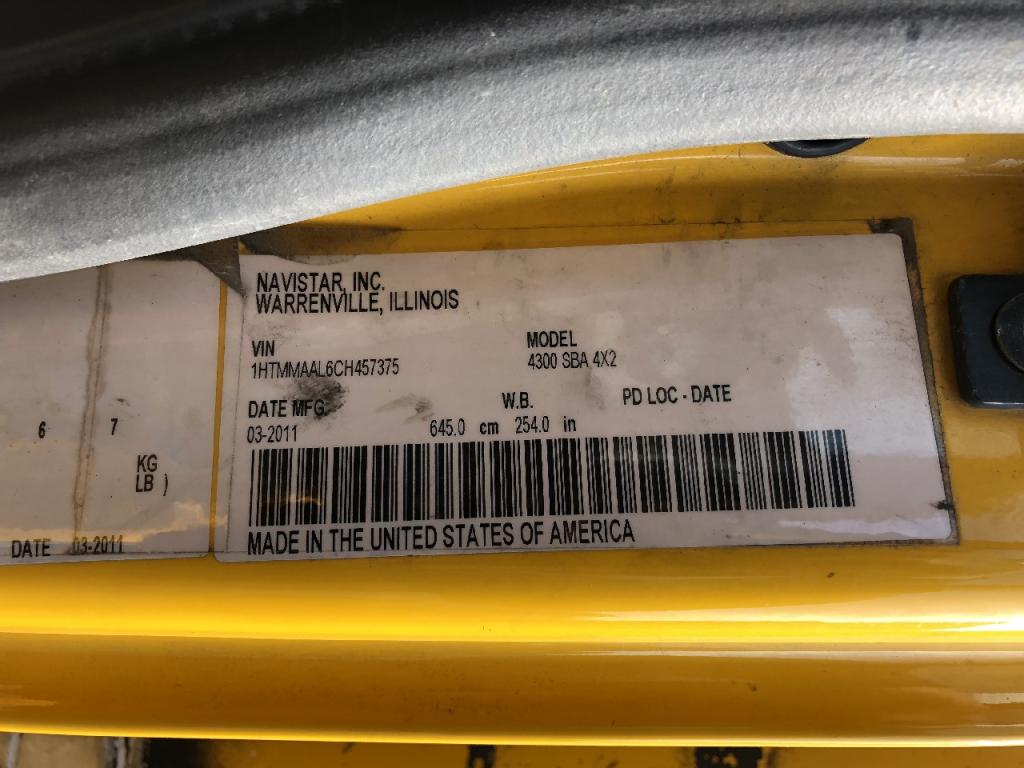 NAVISTAR, INC.
WARRENVILLE, ILLINOIS
VIN
1HTMMAAL6CH457375
MODEL
4300 SBA 4X2
DATE MFG.
03-2011
W.B.
645.0 cm 254.0 in
PD LOC - DATE
MADE IN THE UNITED STATES OF AMERICA
6 7
KG
LB )
DATE 03-2011